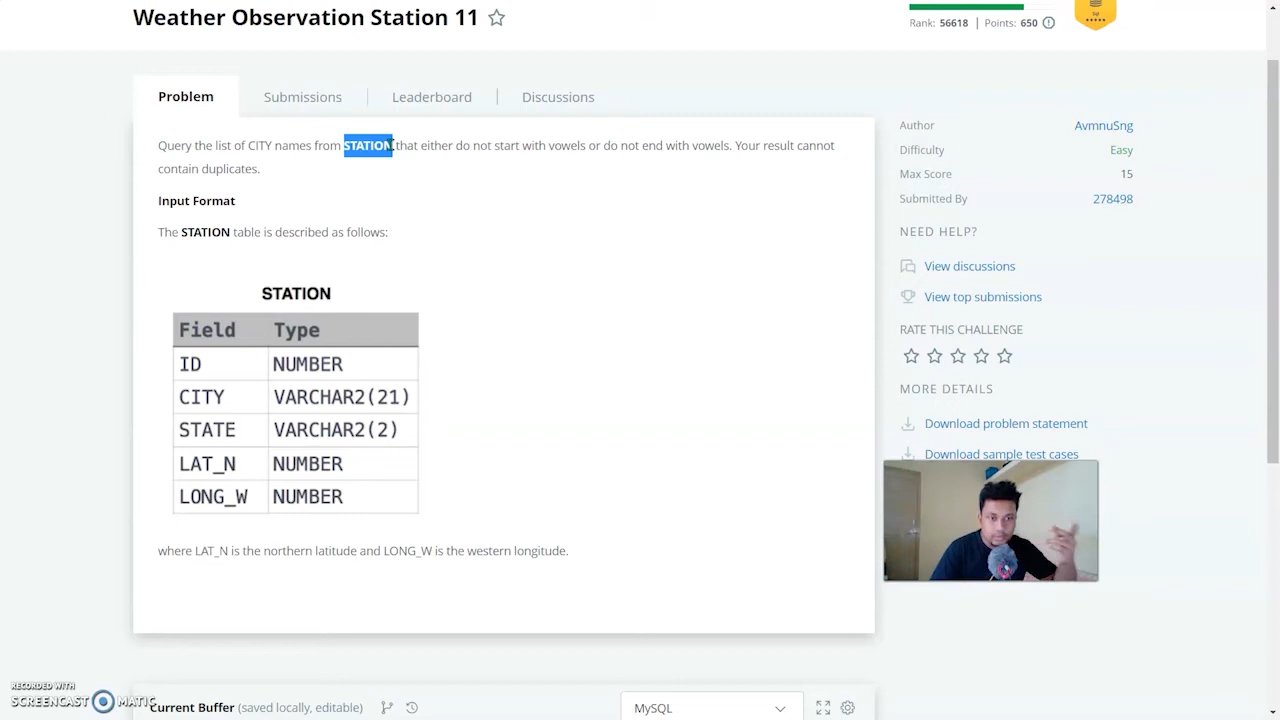 Weather Observation Station 11
Rank: 56618 | Points: 650
Sql
Problem
Submissions
Leaderboard
Discussions
Query the list of CITY names from STATION that either do not start with vowels or do not end with vowels. Your result cannot
contain duplicates.
Input Format
The STATION table is described as follows:
STATION
Field Type
ID NUMBER
CITY VARCHAR2(21)
STATE VARCHAR2(2)
LAT_N NUMBER
LONG_W NUMBER
where LAT_N is the northern latitude and LONG_W is the western longitude.
Author AvmnuSng
Difficulty Easy
Max Score 15
Submitted By 278498
NEED HELP?
View discussions
View top submissions
RATE THIS CHALLENGE
MORE DETAILS
Download problem statement
Download sample test cases
RECORDED WITH
SCREENCAST MATIC
Current Buffer (saved locally, editable)
MySQL